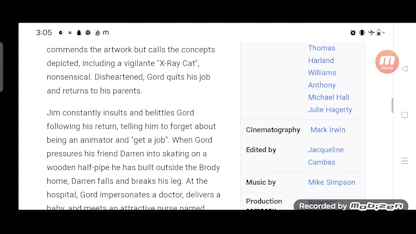 3:05
commends the artwork but calls the concepts
depicted, including a vigilante "X-Ray Cat",
nonsensical. Disheartened, Gord quits his job
and returns to his parents.
Jim constantly insults and belittles Gord
following his return, telling him to forget about
being an animator and "get a job". When Gord
pressures his friend Darren into skating on a
wooden half-pipe he has built outside the Brody
home, Darren falls and breaks his leg. At the
hospital, Gord impersonates a doctor, delivers a
baby, and meets an attractive nurse named
Thomas
Harland
Williams
Anthony
Michael Hall
Julie Hagerty
Cinematography Mark Irwin
Edited by Jacqueline
Cambas
Music by Mike Simpson
Production
Recorded by mobizen